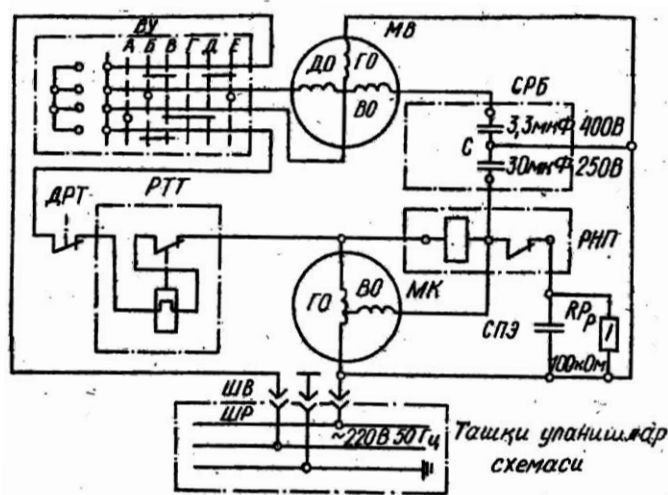 ВУ
А Б В Г Д Е
МВ
ДО ГО
ВО
СРБ
3,3мкФ 400В
С
30мкФ 250В
ДРТ
РТТ
РНП
ГО ВО МК
СПЭ
RPр
100кОм
ШВ
ШР
~220В 50Гц
Ташқи уланишлар
схемаси